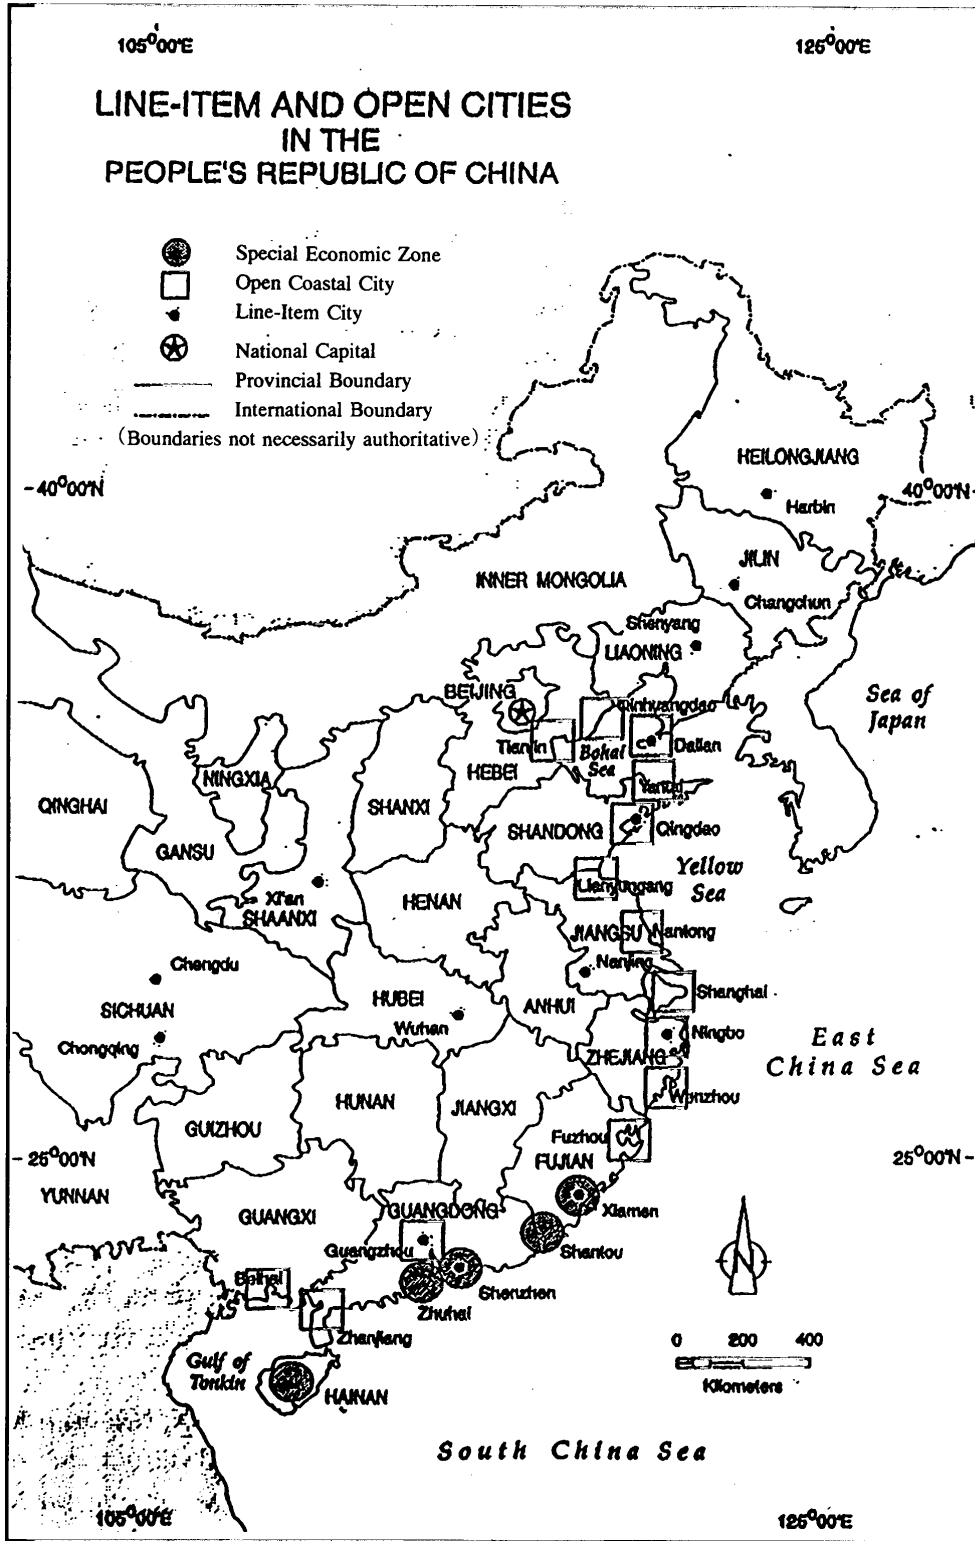 105°00'E
125°00'E
LINE-ITEM AND OPEN CITIES
IN THE
PEOPLE'S REPUBLIC OF CHINA
Special Economic Zone
Open Coastal City
Line-Item City
National Capital
Provincial Boundary
International Boundary
(Boundaries not necessarily authoritative)
HEILONGJIANG
40°00'N
40°00'N
Harbin
JILIN
INNER MONGOLIA
Changchun
Shenyang
LIAONING
BEIJING
Qinhuangdao
Sea of
Japan
Tianjin
Bohai
Sea
Dalian
HEBEI
NINGXIA
Yantai
QINGHAI
SHANXI
SHANDONG
Qingdao
GANSU
Yellow
Sea
Lianyungang
Xi'an
HENAN
SHAANXI
JIANGSU
Nantong
Chengdu
Nanjing
HUBEI
Shanghai
SICHUAN
ANHUI
Wuhan
Ningbo
Chongqing
East
China Sea
ZHEJIANG
HUNAN
JIANGXI
Wenzhou
GUIZHOU
Fuzhou
25°00'N
FUJIAN
25°00'N
YUNNAN
GUANGXI
GUANGDONG
Xiamen
N
Guangzhou
Shantou
Beihai
Shenzhen
Zhuhai
Zhanjiang
0 200 400
Kilometers
Gulf of
Tonkin
HAINAN
South China Sea
105°00'E
125°00'E